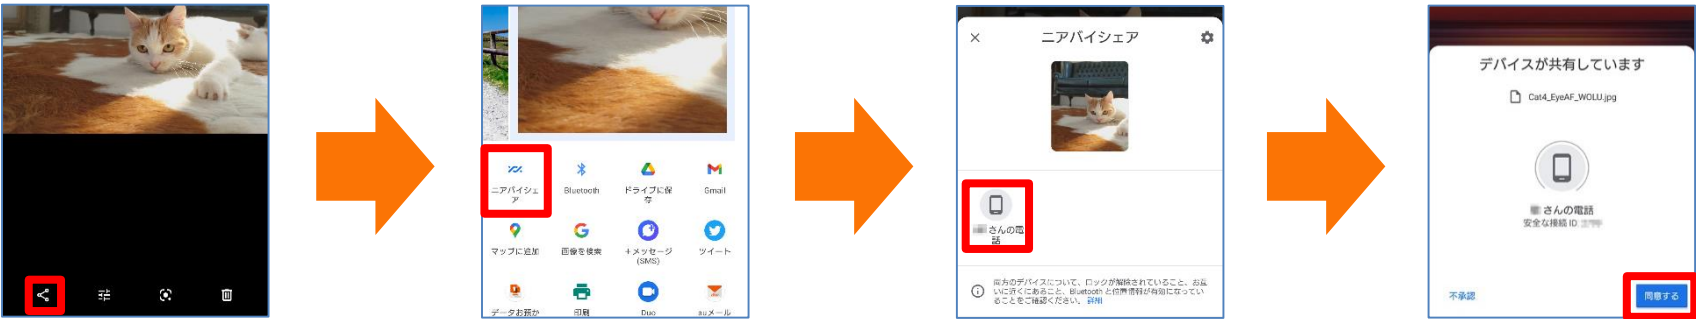 ニアバイシェ
ア
Bluetooth
ドライブに保
存
Gmail
マップに追加
画像を検索
+メッセージ
(SMS)
ツイート
データお預か
印刷
Duo
auメール
ニアバイシェア
さんの電
話
両方のデバイスについて、ロックが解除されていること、お互
いに近くにあること、Bluetooth と位置情報が有効になってい
ることをご確認ください。 詳細
デバイスが共有しています
Cat4_EyeAF_WOLU.jpg
さんの電話
安全な接続 ID:
不承認
同意する